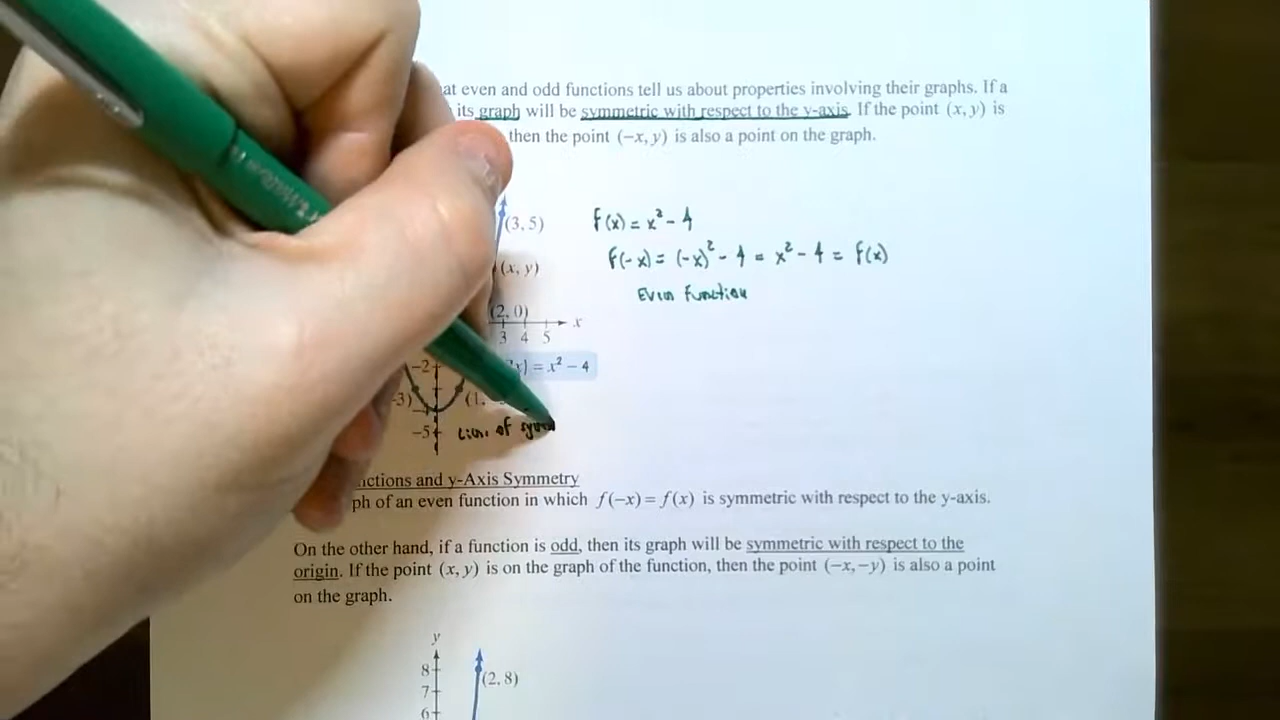 at even and odd functions tell us about properties involving their graphs. If a
its graph will be symmetric with respect to the y-axis. If the point (x, y) is
then the point (−x, y) is also a point on the graph.
(3, 5)
f(x) = x² - 4
f(-x) = (-x)² - 4 = x² - 4 = f(x)
(x, y)
Even function
(2, 0)
x
3 4 5
−2
(x) = x² − 4
-3)
(1,
−5
Line of
ctions and y-Axis Symmetry
ph of an even function in which f(−x) = f(x) is symmetric with respect to the y-axis.
On the other hand, if a function is odd, then its graph will be symmetric with respect to the
origin. If the point (x, y) is on the graph of the function, then the point (−x, −y) is also a point
on the graph.
y
8
(2, 8)
7
6